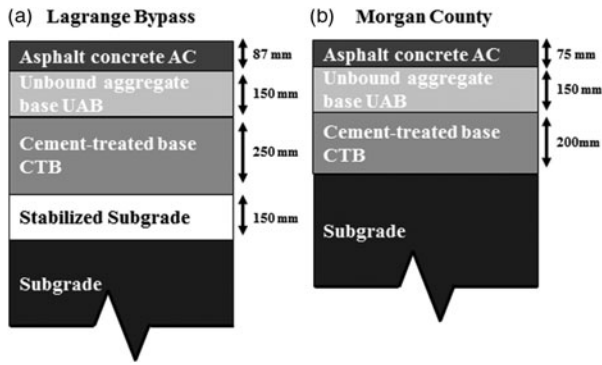 (a) Lagrange Bypass
Asphalt concrete AC
87 mm
Unbound aggregate
base UAB
150 mm
Cement-treated base
CTB
250 mm
Stabilized Subgrade
150 mm
Subgrade
(b) Morgan County
Asphalt concrete AC
75 mm
Unbound aggregate
base UAB
150 mm
Cement-treated base
CTB
200mm
Subgrade